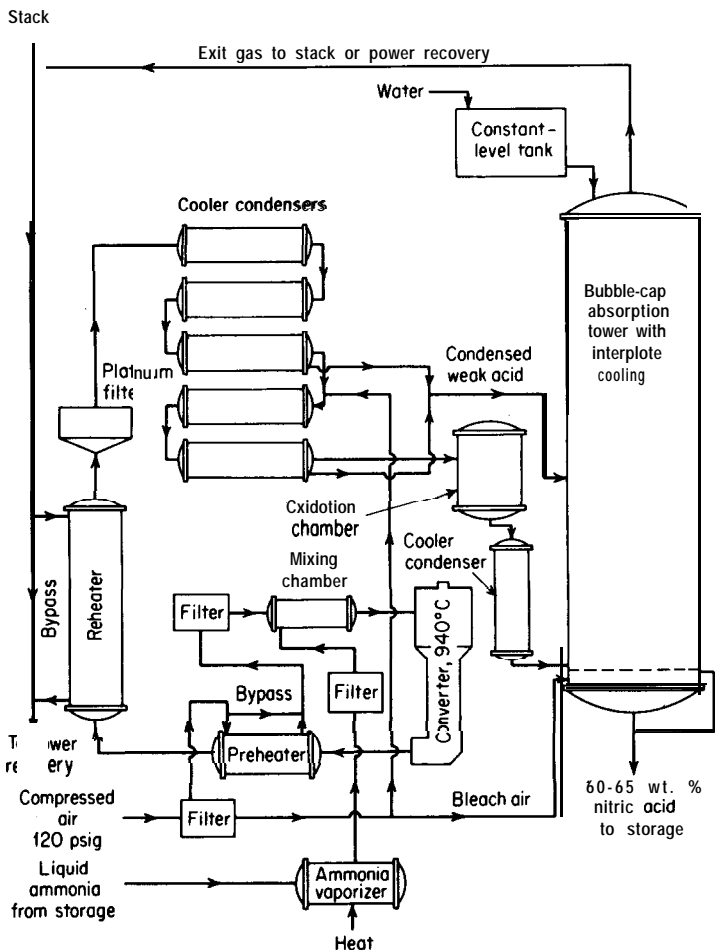 Stack
Exit gas to stack or power recovery
Water
Constant-
level tank
Cooler condensers
Bubble-cap
absorption
tower with
interplote
cooling
Platinum
filte
Condensed
weak acid
Cxidotion
chamber
Cooler
condenser
Mixing
chamber
Bypass
Reheater
Filter
Converter, 940°C
Filter
Bypass
Preheater
Compressed
air
120 psig
Filter
Bleach air
60-65 wt. %
nitric acid
to storage
Liquid
ammonia
from storage
Ammonia
vaporizer
Heat